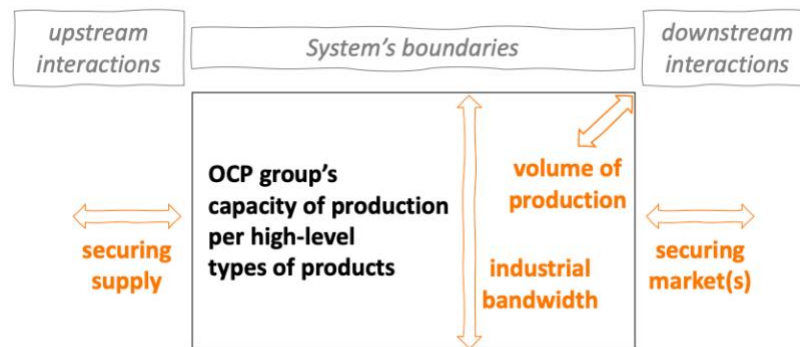 upstream
interactions
System's boundaries
downstream
interactions
OCP group's
capacity of production
per high-level
types of products
volume of
production
securing
supply
industrial
bandwidth
securing
market(s)